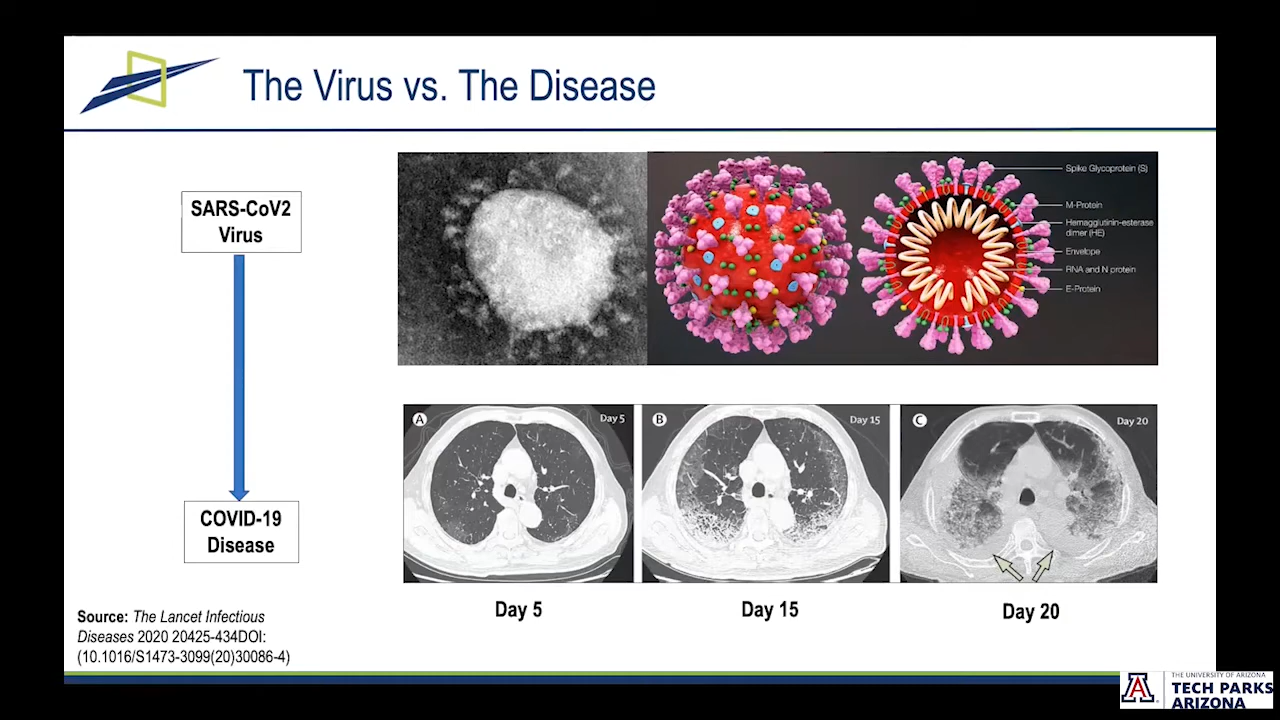 The Virus vs. The Disease
SARS-CoV2
Virus
Spike Glycoprotein (S)
M-Protein
Hemagglutinin-esterase
dimer (HE)
Envelope
RNA and N protein
E-Protein
A
Day 5
B
Day 15
C
Day 20
COVID-19
Disease
Day 5
Day 15
Day 20
Source: The Lancet Infectious
Diseases 2020 20425-434DOI:
(10.1016/S1473-3099(20)30086-4)
THE UNIVERSITY OF ARIZONA
TECH PARKS
ARIZONA